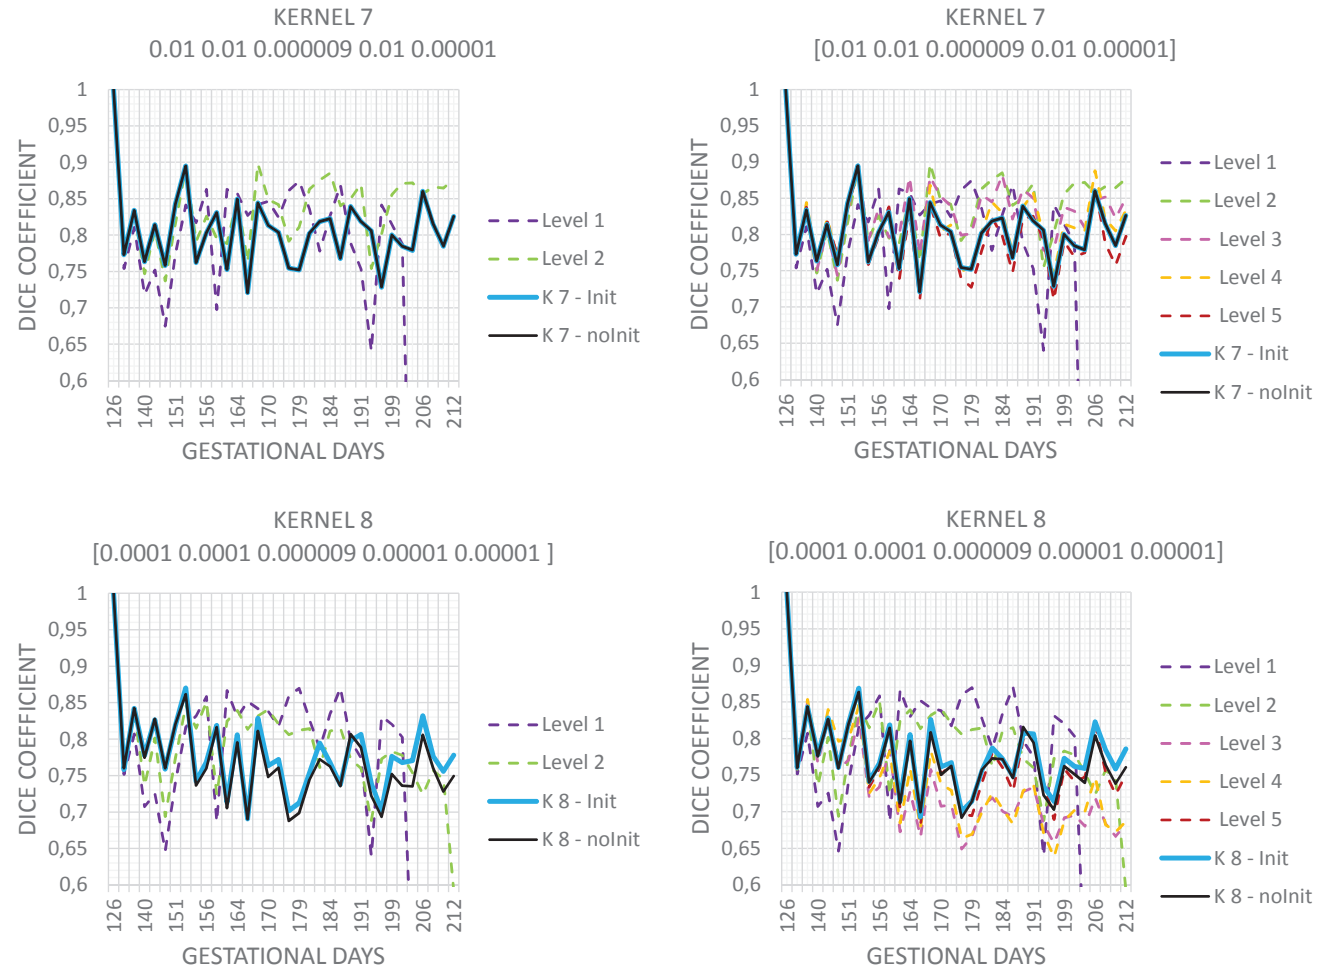 KERNEL 7
0.01 0.01 0.000009 0.01 0.00001
DICE COEFFICIENT
1
0,95
0,9
0,85
0,8
0,75
0,7
0,65
0,6
126
140
151
164
170
179
184
199
206
212
GESTATIONAL DAYS
Level 1
Level 2
K 7 - Init
K 7 - noInit
KERNEL 7
[0.01 0.01 0.000009 0.01 0.00001]
DICE COEFFICIENT
1
0,95
0,9
0,85
0,8
0,75
0,7
0,65
0,6
126
140
151
164
170
179
184
199
206
212
GESTATIONAL DAYS
Level 1
Level 2
Level 3
Level 4
Level 5
K 7 - Init
K 7 - noInit
KERNEL 8
[0.0001 0.0001 0.000009 0.00001 0.00001 ]
DICE COEFFICIENT
1
0,95
0,9
0,85
0,8
0,75
0,7
0,65
0,6
126
140
151
164
170
179
184
199
206
212
GESTATIONAL DAYS
Level 1
Level 2
K 8 - Init
K 8 - noInit
KERNEL 8
[0.0001 0.0001 0.000009 0.00001 0.00001]
DICE COEFFICIENT
1
0,95
0,9
0,85
0,8
0,75
0,7
0,65
0,6
126
140
151
164
170
179
184
199
206
212
GESTATIONAL DAYS
Level 1
Level 2
Level 3
Level 4
Level 5
K 8 - Init
K 8 - noInit